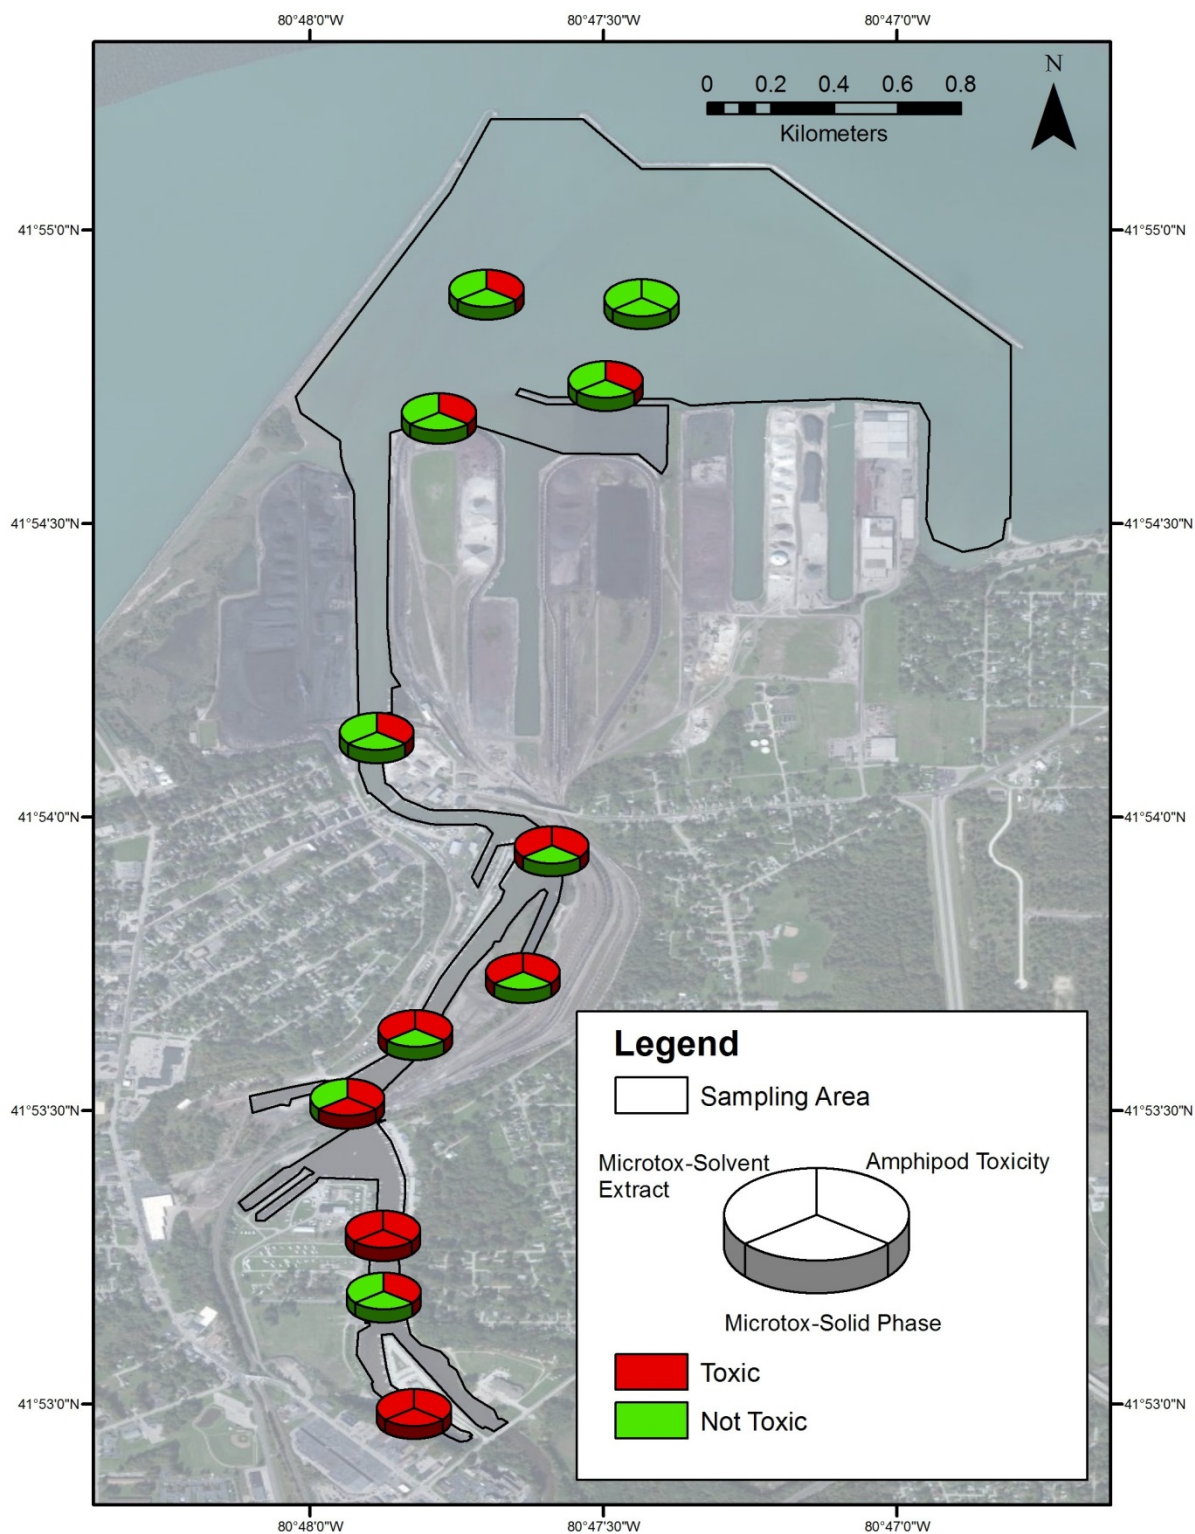 80°48'0"W
80°47'30"W
80°47'0"W
0 0.2 0.4 0.6 0.8
Kilometers
N
41°55'0"N
41°55'0"N
41°54'30"N
41°54'30"N
41°54'0"N
41°54'0"N
41°53'30"N
41°53'30"N
41°53'0"N
41°53'0"N
Legend
Sampling Area
Microtox-Solvent
Extract
Amphipod Toxicity
Microtox-Solid Phase
Toxic
Not Toxic
80°48'0"W
80°47'30"W
80°47'0"W